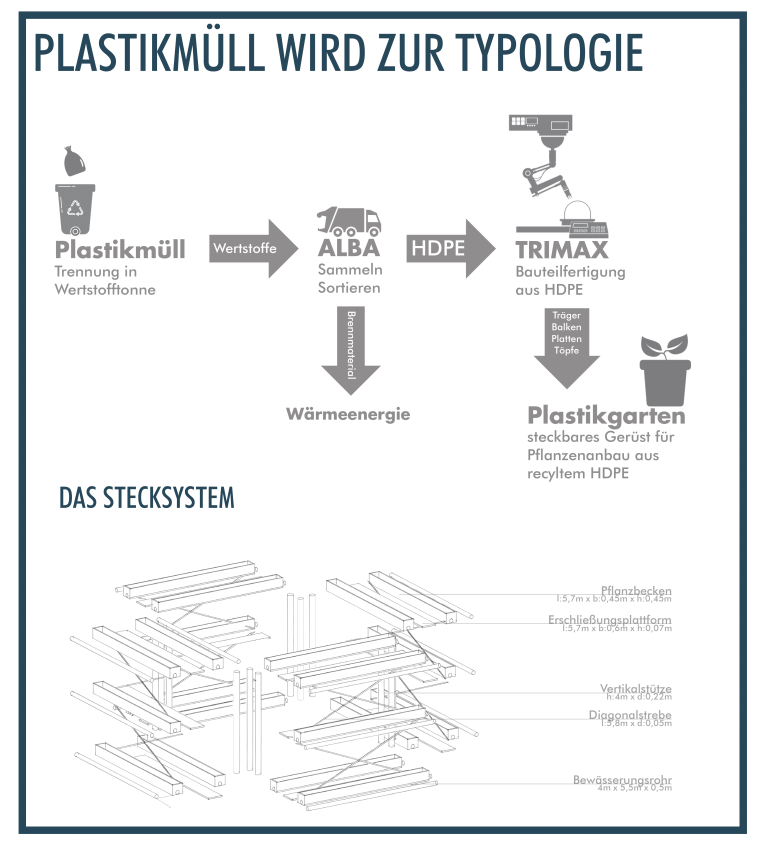 PLASTIKMÜLL WIRD ZUR TYPOLOGIE
Plastikmüll
Trennung in
Wertstofftonne
Wertstoffe
ALBA
Sammeln
Sortieren
HDPE
TRIMAX
Bauteilfertigung
aus HDPE
Brennmaterial
Wärmeenergie
Träger
Balken
Platten
Töpfe
Plastikgarten
steckbares Gerüst für
Pflanzenanbau aus
recyltem HDPE
DAS STECKSYSTEM
Pflanzbecken
l:5,7m x b:0,45m x h:0,45m
Erschließungsplattform
l:5,7m x b:0,6m x h:0,07m
Vertikalstütze
h:4m x d:0,22m
Diagonalstrebe
l:5,8m x d:0,05m
Bewässerungsrohr
4m x 5,5m x 0,5m